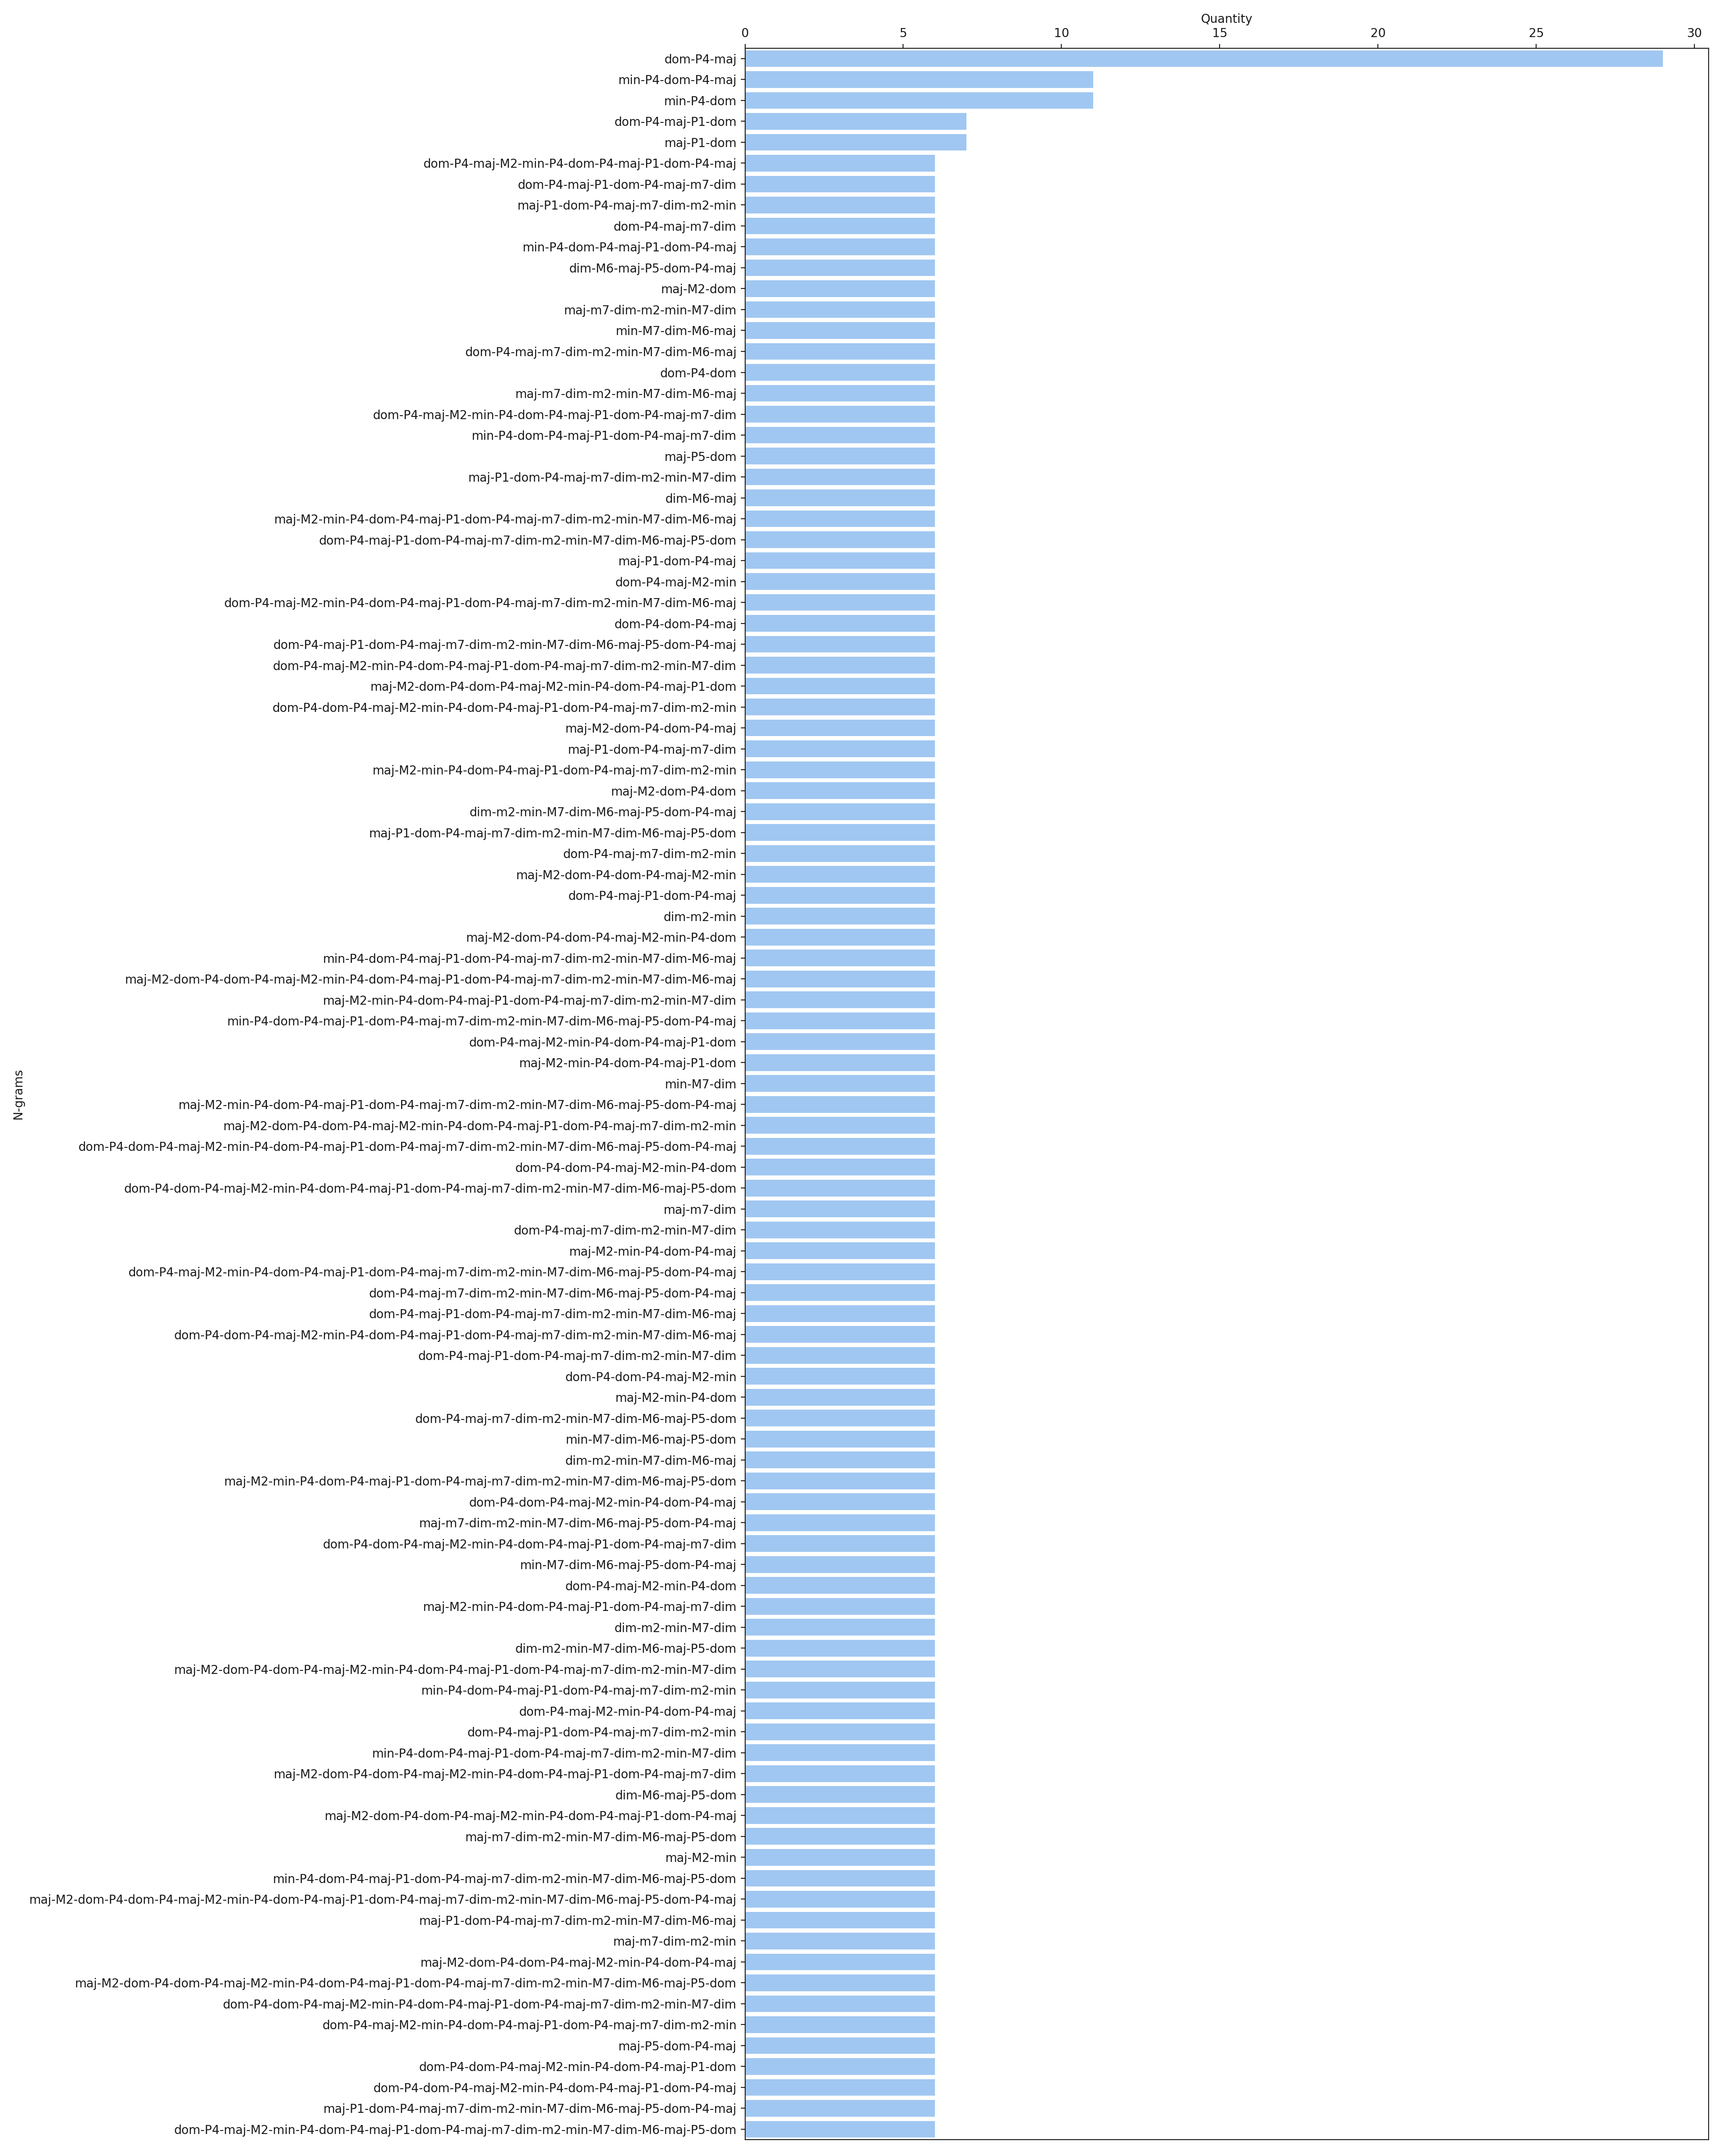 Quantity
0 5 10 15 20 25 30
dom-P4-maj
min-P4-dom-P4-maj
min-P4-dom
dom-P4-maj-P1-dom
maj-P1-dom
dom-P4-maj-M2-min-P4-dom-P4-maj-P1-dom-P4-maj
dom-P4-maj-P1-dom-P4-maj-m7-dim
maj-P1-dom-P4-maj-m7-dim-m2-min
dom-P4-maj-m7-dim
min-P4-dom-P4-maj-P1-dom-P4-maj
dim-M6-maj-P5-dom-P4-maj
maj-M2-dom
maj-m7-dim-m2-min-M7-dim
min-M7-dim-M6-maj
dom-P4-maj-m7-dim-m2-min-M7-dim-M6-maj
dom-P4-dom
maj-m7-dim-m2-min-M7-dim-M6-maj
dom-P4-maj-M2-min-P4-dom-P4-maj-P1-dom-P4-maj-m7-dim
min-P4-dom-P4-maj-P1-dom-P4-maj-m7-dim
maj-P5-dom
maj-P1-dom-P4-maj-m7-dim-m2-min-M7-dim
dim-M6-maj
maj-M2-min-P4-dom-P4-maj-P1-dom-P4-maj-m7-dim-m2-min-M7-dim-M6-maj
dom-P4-maj-P1-dom-P4-maj-m7-dim-m2-min-M7-dim-M6-maj-P5-dom
maj-P1-dom-P4-maj
dom-P4-maj-M2-min
dom-P4-maj-M2-min-P4-dom-P4-maj-P1-dom-P4-maj-m7-dim-m2-min-M7-dim-M6-maj
dom-P4-dom-P4-maj
dom-P4-maj-P1-dom-P4-maj-m7-dim-m2-min-M7-dim-M6-maj-P5-dom-P4-maj
dom-P4-maj-M2-min-P4-dom-P4-maj-P1-dom-P4-maj-m7-dim-m2-min-M7-dim
maj-M2-dom-P4-dom-P4-maj-M2-min-P4-dom-P4-maj-P1-dom
dom-P4-dom-P4-maj-M2-min-P4-dom-P4-maj-P1-dom-P4-maj-m7-dim-m2-min
maj-M2-dom-P4-dom-P4-maj
maj-P1-dom-P4-maj-m7-dim
maj-M2-min-P4-dom-P4-maj-P1-dom-P4-maj-m7-dim-m2-min
maj-M2-dom-P4-dom
dim-m2-min-M7-dim-M6-maj-P5-dom-P4-maj
maj-P1-dom-P4-maj-m7-dim-m2-min-M7-dim-M6-maj-P5-dom
dom-P4-maj-m7-dim-m2-min
maj-M2-dom-P4-dom-P4-maj-M2-min
dom-P4-maj-P1-dom-P4-maj
dim-m2-min
maj-M2-dom-P4-dom-P4-maj-M2-min-P4-dom
min-P4-dom-P4-maj-P1-dom-P4-maj-m7-dim-m2-min-M7-dim-M6-maj
maj-M2-dom-P4-dom-P4-maj-M2-min-P4-dom-P4-maj-P1-dom-P4-maj-m7-dim-m2-min-M7-dim-M6-maj
maj-M2-min-P4-dom-P4-maj-P1-dom-P4-maj-m7-dim-m2-min-M7-dim
min-P4-dom-P4-maj-P1-dom-P4-maj-m7-dim-m2-min-M7-dim-M6-maj-P5-dom-P4-maj
dom-P4-maj-M2-min-P4-dom-P4-maj-P1-dom
maj-M2-min-P4-dom-P4-maj-P1-dom
min-M7-dim
N-grams
maj-M2-min-P4-dom-P4-maj-P1-dom-P4-maj-m7-dim-m2-min-M7-dim-M6-maj-P5-dom-P4-maj
maj-M2-dom-P4-dom-P4-maj-M2-min-P4-dom-P4-maj-P1-dom-P4-maj-m7-dim-m2-min
dom-P4-dom-P4-maj-M2-min-P4-dom-P4-maj-P1-dom-P4-maj-m7-dim-m2-min-M7-dim-M6-maj-P5-dom-P4-maj
dom-P4-dom-P4-maj-M2-min-P4-dom
dom-P4-dom-P4-maj-M2-min-P4-dom-P4-maj-P1-dom-P4-maj-m7-dim-m2-min-M7-dim-M6-maj-P5-dom
maj-m7-dim
dom-P4-maj-m7-dim-m2-min-M7-dim
maj-M2-min-P4-dom-P4-maj
dom-P4-maj-M2-min-P4-dom-P4-maj-P1-dom-P4-maj-m7-dim-m2-min-M7-dim-M6-maj-P5-dom-P4-maj
dom-P4-maj-m7-dim-m2-min-M7-dim-M6-maj-P5-dom-P4-maj
dom-P4-maj-P1-dom-P4-maj-m7-dim-m2-min-M7-dim-M6-maj
dom-P4-dom-P4-maj-M2-min-P4-dom-P4-maj-P1-dom-P4-maj-m7-dim-m2-min-M7-dim-M6-maj
dom-P4-maj-P1-dom-P4-maj-m7-dim-m2-min-M7-dim
dom-P4-dom-P4-maj-M2-min
maj-M2-min-P4-dom
dom-P4-maj-m7-dim-m2-min-M7-dim-M6-maj-P5-dom
min-M7-dim-M6-maj-P5-dom
dim-m2-min-M7-dim-M6-maj
maj-M2-min-P4-dom-P4-maj-P1-dom-P4-maj-m7-dim-m2-min-M7-dim-M6-maj-P5-dom
dom-P4-dom-P4-maj-M2-min-P4-dom-P4-maj
maj-m7-dim-m2-min-M7-dim-M6-maj-P5-dom-P4-maj
dom-P4-dom-P4-maj-M2-min-P4-dom-P4-maj-P1-dom-P4-maj-m7-dim
min-M7-dim-M6-maj-P5-dom-P4-maj
dom-P4-maj-M2-min-P4-dom
maj-M2-min-P4-dom-P4-maj-P1-dom-P4-maj-m7-dim
dim-m2-min-M7-dim
dim-m2-min-M7-dim-M6-maj-P5-dom
maj-M2-dom-P4-dom-P4-maj-M2-min-P4-dom-P4-maj-P1-dom-P4-maj-m7-dim-m2-min-M7-dim
min-P4-dom-P4-maj-P1-dom-P4-maj-m7-dim-m2-min
dom-P4-maj-M2-min-P4-dom-P4-maj
dom-P4-maj-P1-dom-P4-maj-m7-dim-m2-min
min-P4-dom-P4-maj-P1-dom-P4-maj-m7-dim-m2-min-M7-dim
maj-M2-dom-P4-dom-P4-maj-M2-min-P4-dom-P4-maj-P1-dom-P4-maj-m7-dim
dim-M6-maj-P5-dom
maj-M2-dom-P4-dom-P4-maj-M2-min-P4-dom-P4-maj-P1-dom-P4-maj
maj-m7-dim-m2-min-M7-dim-M6-maj-P5-dom
maj-M2-min
min-P4-dom-P4-maj-P1-dom-P4-maj-m7-dim-m2-min-M7-dim-M6-maj-P5-dom
maj-M2-dom-P4-dom-P4-maj-M2-min-P4-dom-P4-maj-P1-dom-P4-maj-m7-dim-m2-min-M7-dim-M6-maj-P5-dom-P4-maj
maj-P1-dom-P4-maj-m7-dim-m2-min-M7-dim-M6-maj
maj-m7-dim-m2-min
maj-M2-dom-P4-dom-P4-maj-M2-min-P4-dom-P4-maj
maj-M2-dom-P4-dom-P4-maj-M2-min-P4-dom-P4-maj-P1-dom-P4-maj-m7-dim-m2-min-M7-dim-M6-maj-P5-dom
dom-P4-dom-P4-maj-M2-min-P4-dom-P4-maj-P1-dom-P4-maj-m7-dim-m2-min-M7-dim
dom-P4-maj-M2-min-P4-dom-P4-maj-P1-dom-P4-maj-m7-dim-m2-min
maj-P5-dom-P4-maj
dom-P4-dom-P4-maj-M2-min-P4-dom-P4-maj-P1-dom
dom-P4-dom-P4-maj-M2-min-P4-dom-P4-maj-P1-dom-P4-maj
maj-P1-dom-P4-maj-m7-dim-m2-min-M7-dim-M6-maj-P5-dom-P4-maj
dom-P4-maj-M2-min-P4-dom-P4-maj-P1-dom-P4-maj-m7-dim-m2-min-M7-dim-M6-maj-P5-dom